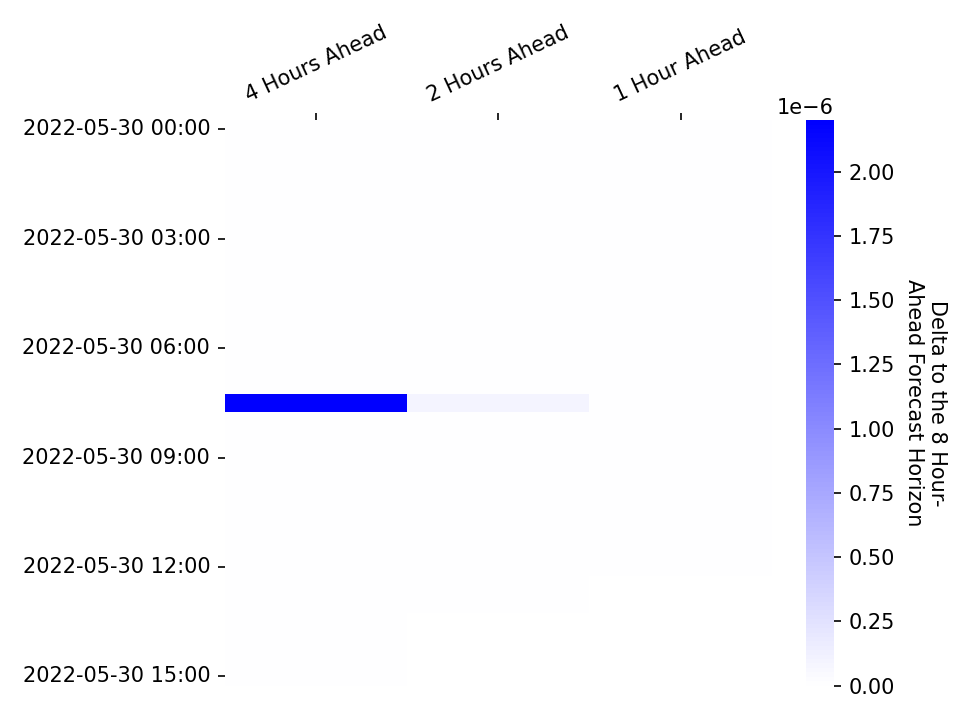 4 Hours Ahead
2 Hours Ahead
1 Hour Ahead
2022-05-30 00:00
2022-05-30 03:00
2022-05-30 06:00
2022-05-30 09:00
2022-05-30 12:00
2022-05-30 15:00
1e−6
2.00
1.75
1.50
1.25
1.00
0.75
0.50
0.25
0.00
Delta to the 8 Hour-
Ahead Forecast Horizon